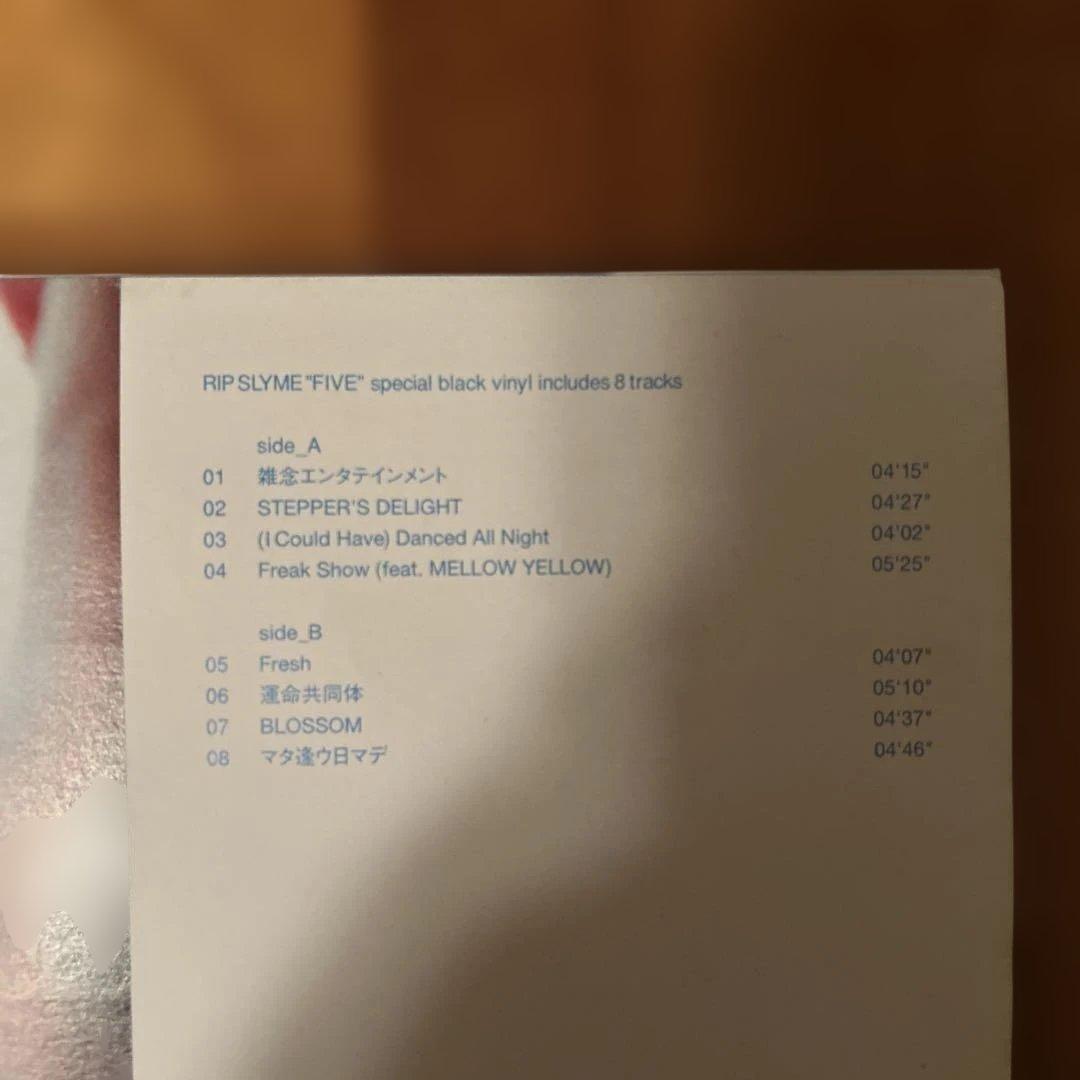 RIP SLYME "FIVE" special black vinyl includes 8 tracks
side_A
01 雑念エンタテインメント 04'15"
02 STEPPER'S DELIGHT 04'27"
03 (I Could Have) Danced All Night 04'02"
04 Freak Show (feat. MELLOW YELLOW) 05'25"
side_B
05 Fresh 04'07"
06 運命共同体 05'10"
07 BLOSSOM 04'37"
08 マタ逢ウ日マデ 04'46"